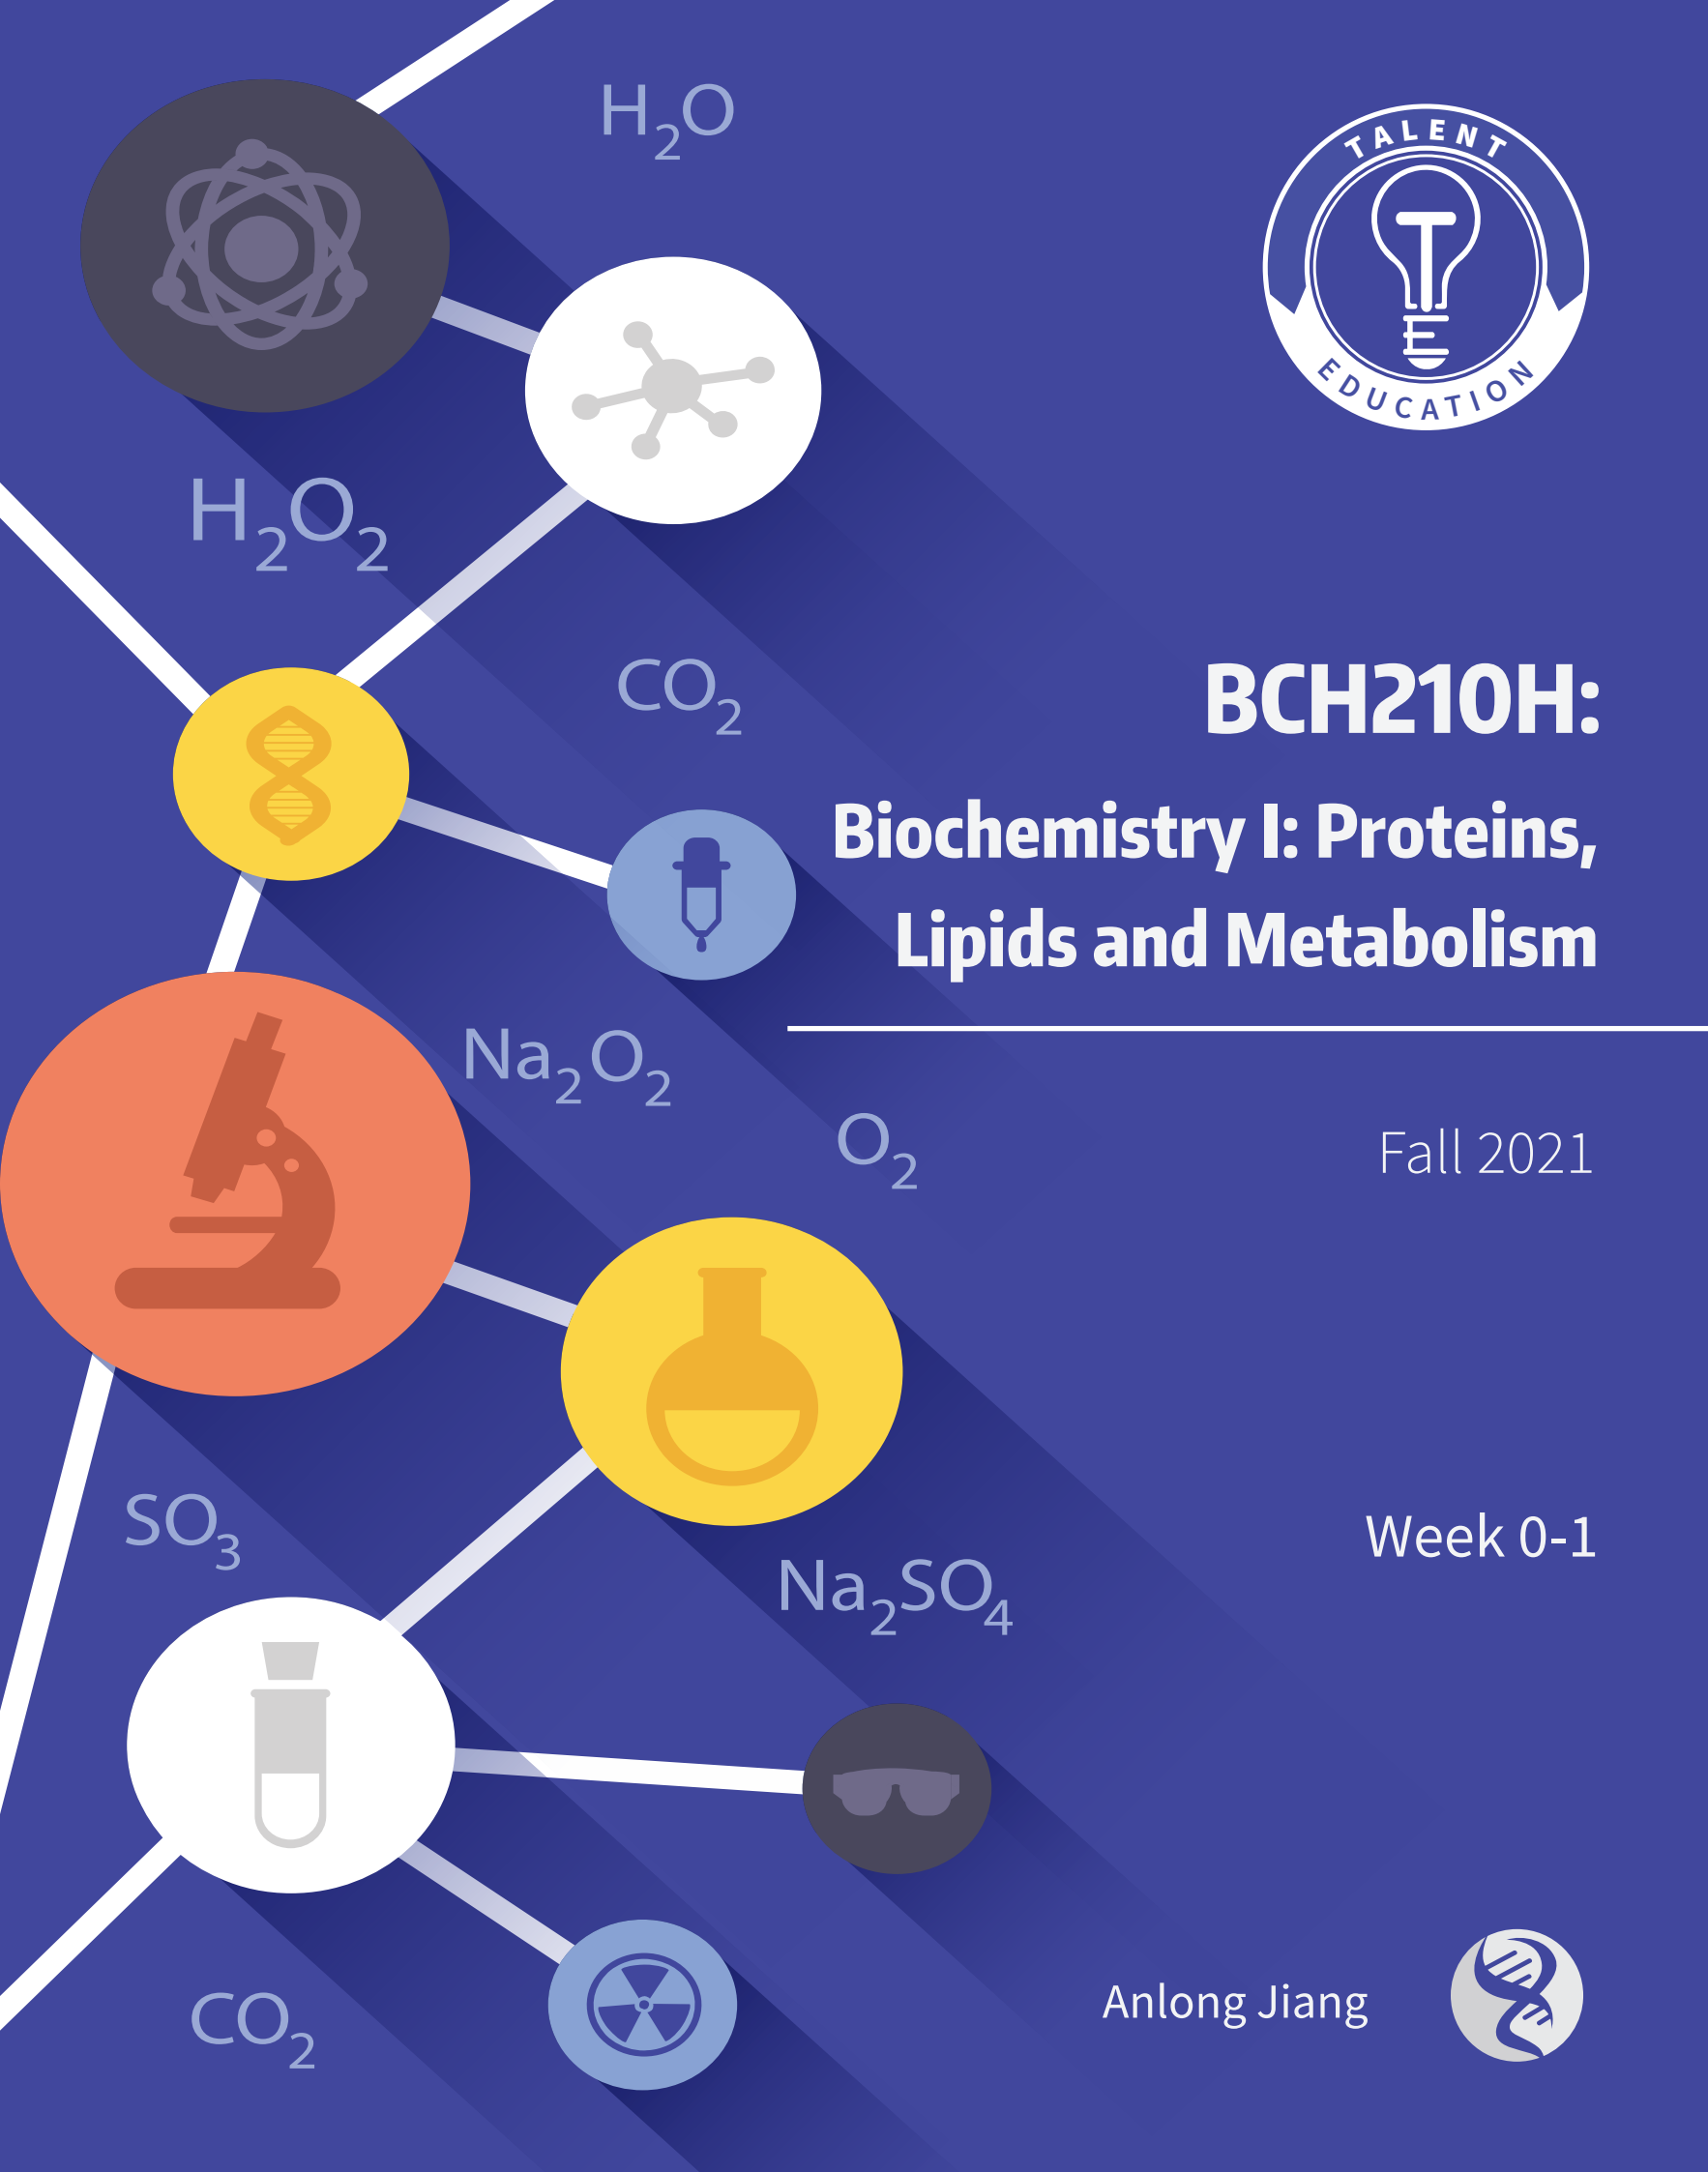 H₂O
TALENT
EDUCATION
H₂O₂
CO₂
BCH210H:
Biochemistry I: Proteins,
Lipids and Metabolism
Na₂O₂
O₂
Fall 2021
SO₃
Week 0-1
Na₂SO₄
Anlong Jiang
CO₂